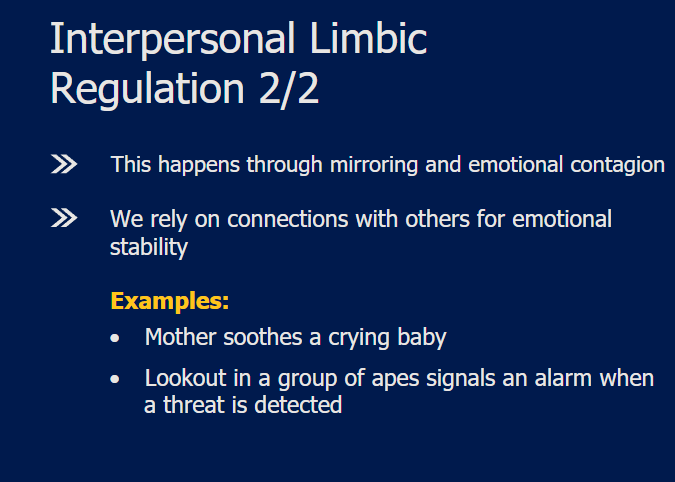 Interpersonal Limbic
Regulation 2/2
This happens through mirroring and emotional contagion
We rely on connections with others for emotional
stability
Examples:
Mother soothes a crying baby
Lookout in a group of apes signals an alarm when
a threat is detected